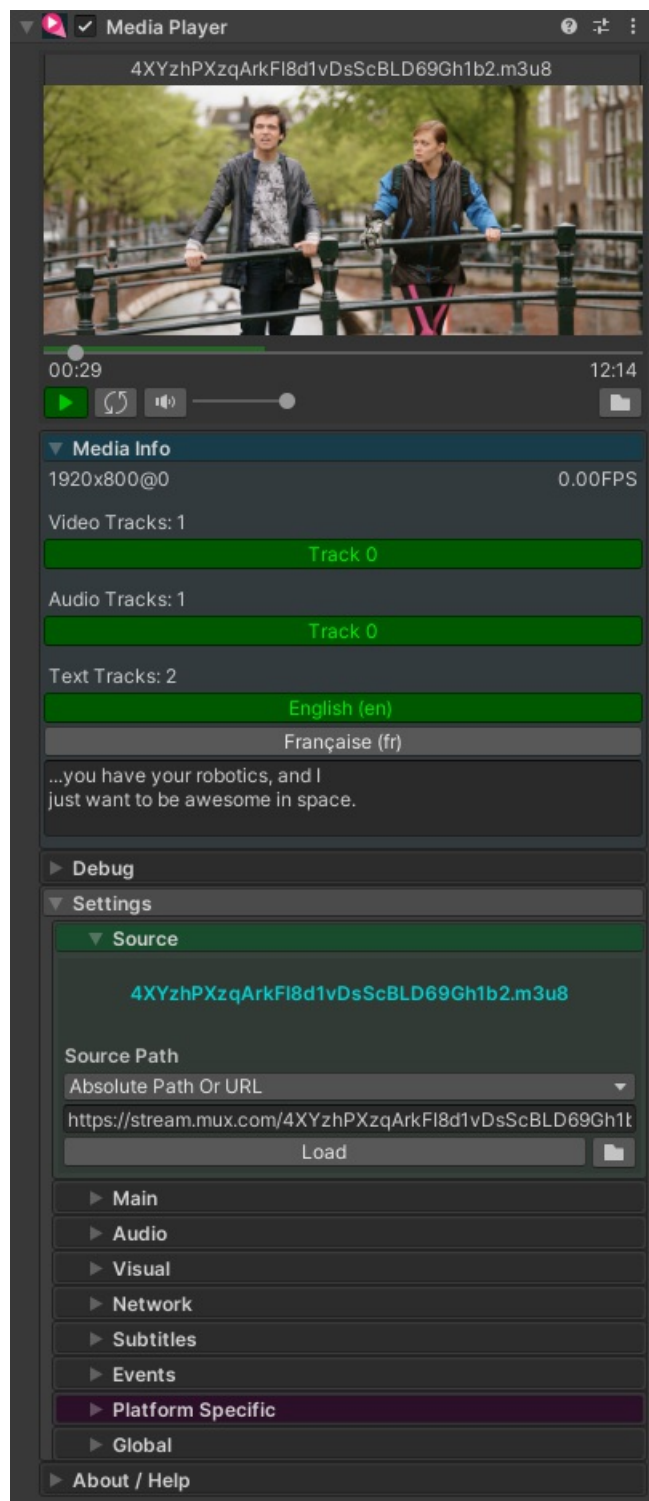 Media Player
4XYzhPXzqArkFI8d1vDsScBLD69Gh1b2.m3u8
00:29 12:14
Media Info
1920x800@0 0.00FPS
Video Tracks: 1
Track 0
Audio Tracks: 1
Track 0
Text Tracks: 2
English (en)
Française (fr)
...you have your robotics, and I
just want to be awesome in space.
Debug
Settings
Source
4XYzhPXzqArkFI8d1vDsScBLD69Gh1b2.m3u8
Source Path
Absolute Path Or URL
https://stream.mux.com/4XYzhPXzqArkFI8d1vDsScBLD69Gh1b
Load
Main
Audio
Visual
Network
Subtitles
Events
Platform Specific
Global
About / Help